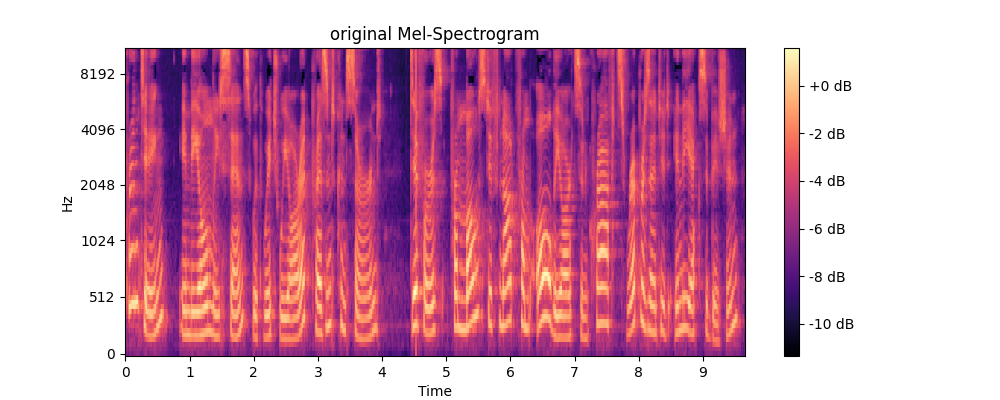 original Mel-Spectrogram
Hz
8192
4096
2048
1024
512
0
0 1 2 3 4 5 6 7 8 9
Time
+0 dB
-2 dB
-4 dB
-6 dB
-8 dB
-10 dB